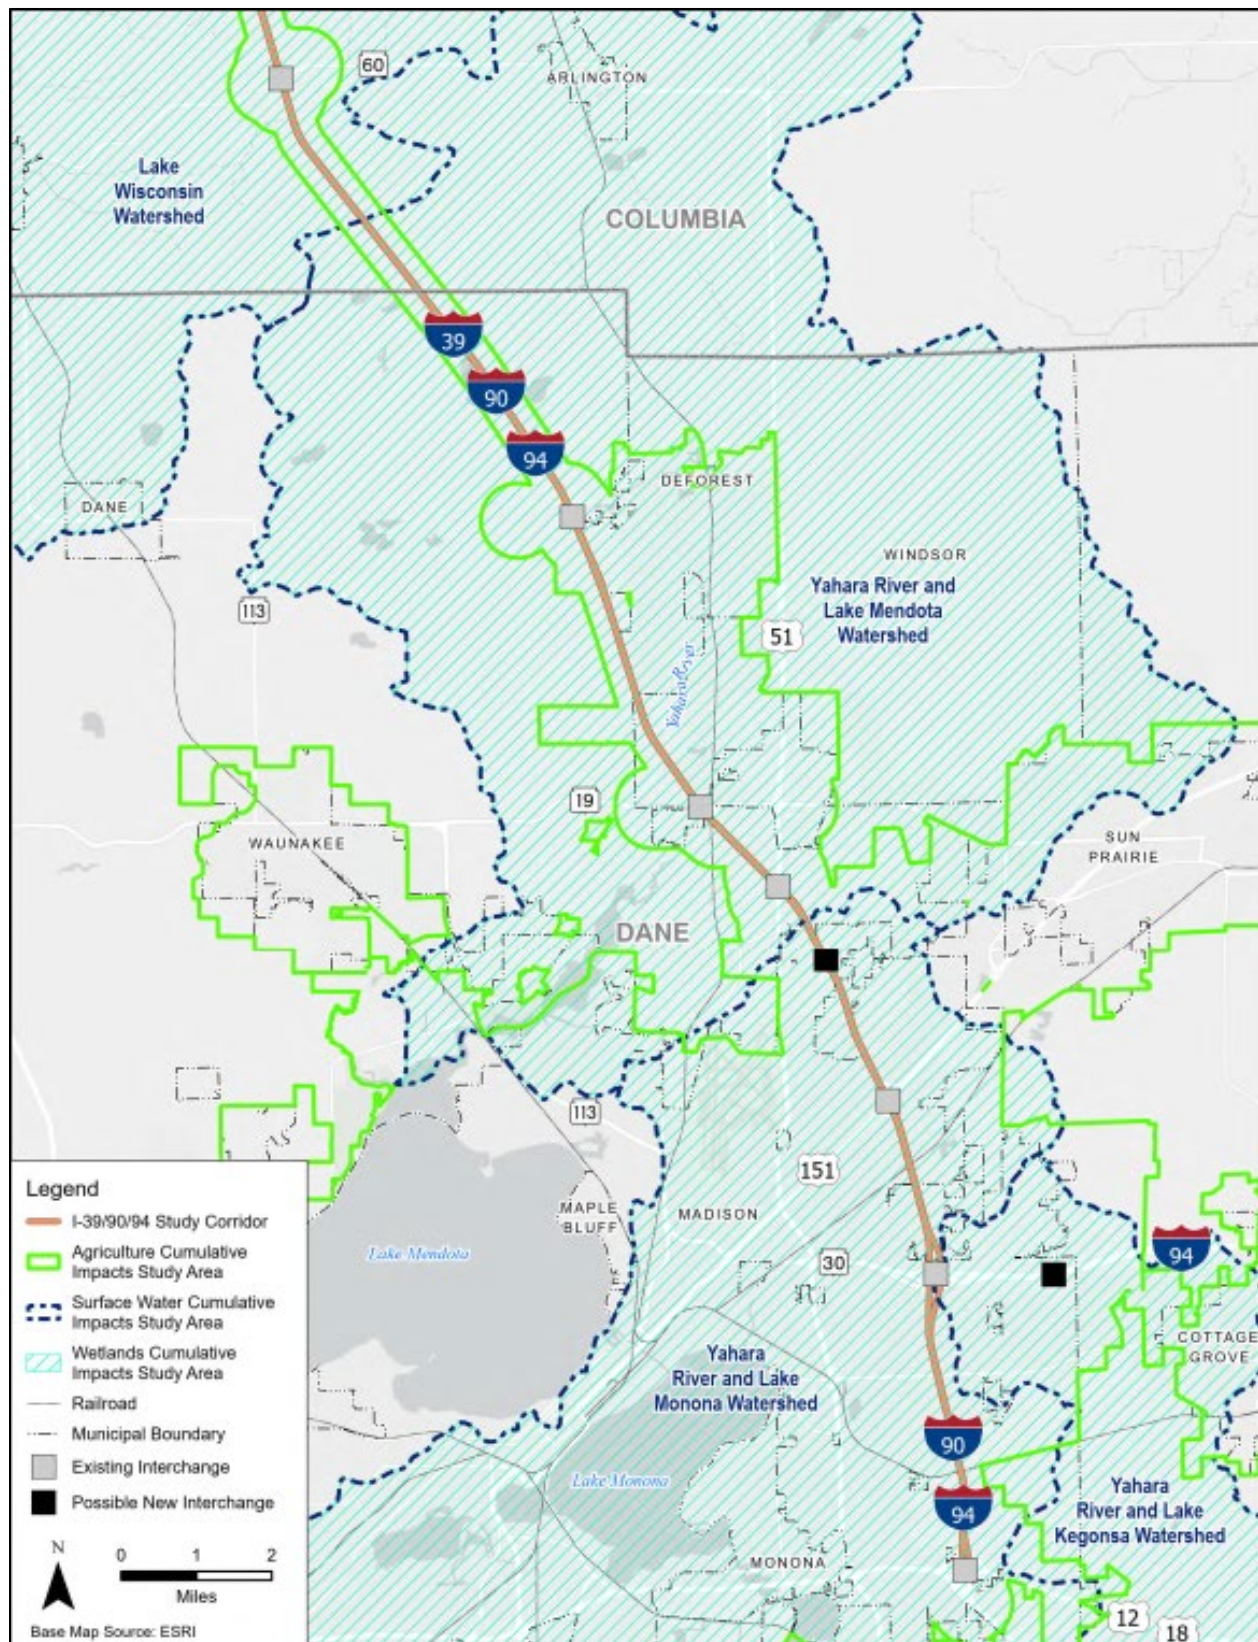 60
ARLINGTON
Lake
Wisconsin
Watershed
COLUMBIA
39
90
94
DEFOREST
DANE
WINDSOR
Yahara River and
Lake Mendota
Watershed
113
51
Yahara River
19
WAUNAKEE
SUN
PRAIRIE
DANE
113
151
MAPLE
BLUFF
MADISON
Lake Mendota
30
94
COTTAGE
GROVE
Yahara
River and Lake
Monona Watershed
90
Lake Monona
94
Yahara
River and Lake
Kegonsa Watershed
MONONA
12
18
Legend
I-39/90/94 Study Corridor
Agriculture Cumulative
Impacts Study Area
Surface Water Cumulative
Impacts Study Area
Wetlands Cumulative
Impacts Study Area
Railroad
Municipal Boundary
Existing Interchange
Possible New Interchange
N
0 1 2
Miles
Base Map Source: ESRI